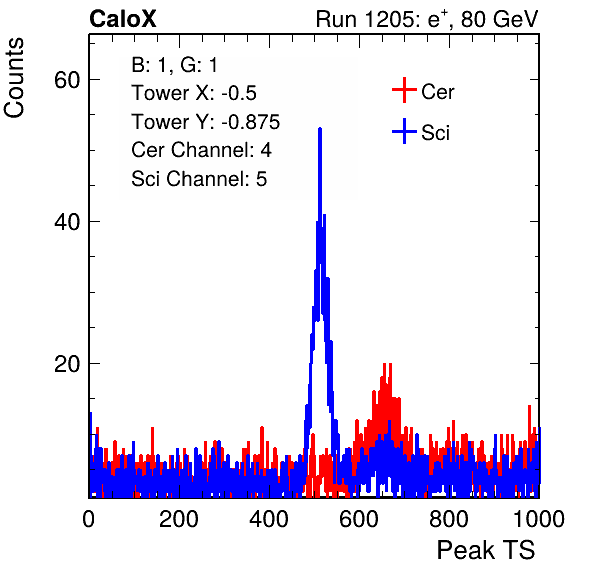 CaloX Run 1205: e⁺, 80 GeV
Counts
B: 1, G: 1
Tower X: -0.5
Tower Y: -0.875
Cer Channel: 4
Sci Channel: 5
Cer
Sci
60
40
20
0 200 400 600 800 1000
Peak TS